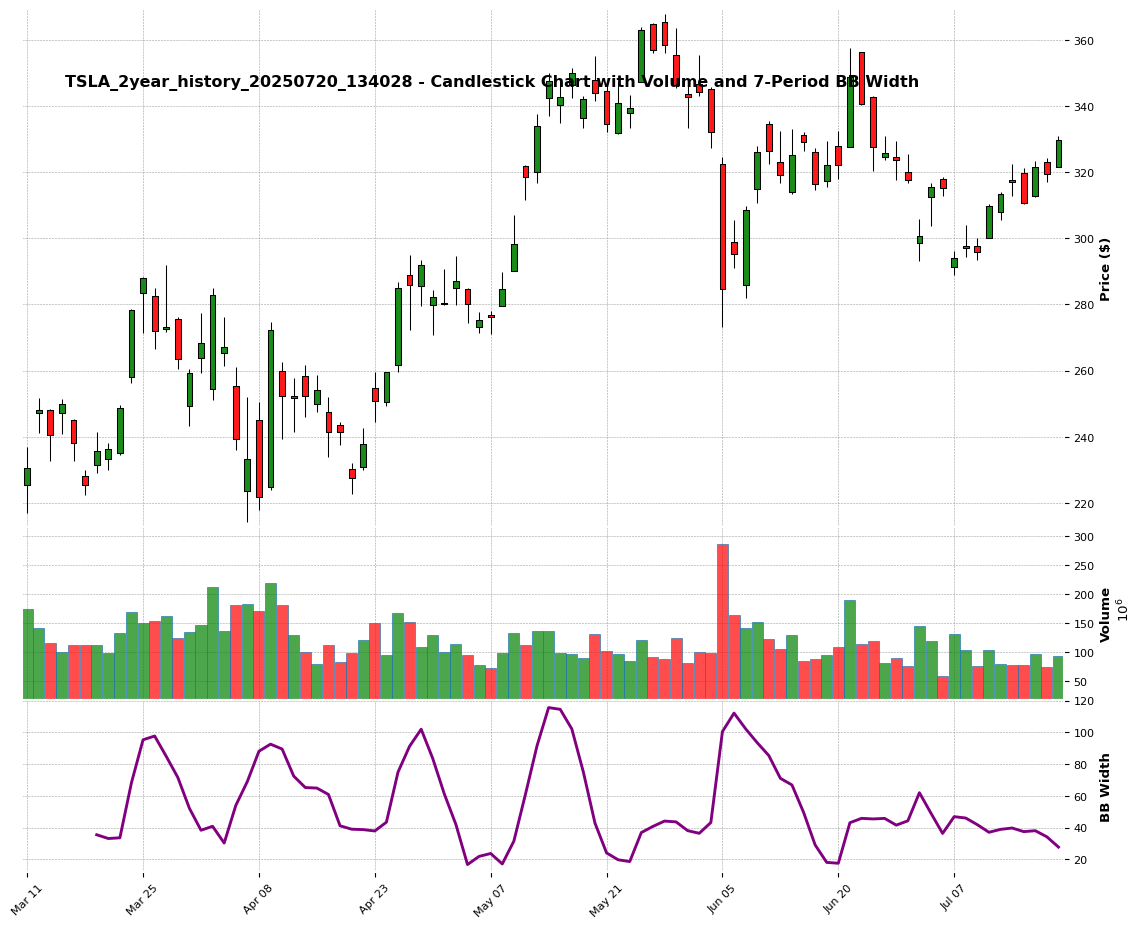 TSLA_2year_history_20250720_134028 - Candlestick Chart with Volume and 7-Period BB Width
360
340
320
300
280
260
240
220
Price ($)
300
250
200
150
100
50
Volume
10^6
120
100
80
60
40
20
BB Width
Mar 11
Mar 25
Apr 08
Apr 23
May 07
May 21
Jun 05
Jun 20
Jul 07